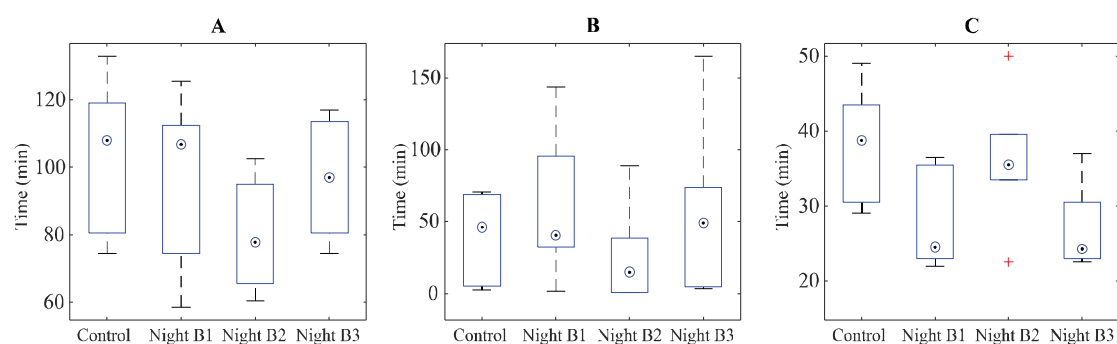 A
B
C
Time (min)
120
100
80
60
Control Night B1 Night B2 Night B3
Time (min)
150
100
50
0
Control Night B1 Night B2 Night B3
Time (min)
50
40
30
20
Control Night B1 Night B2 Night B3